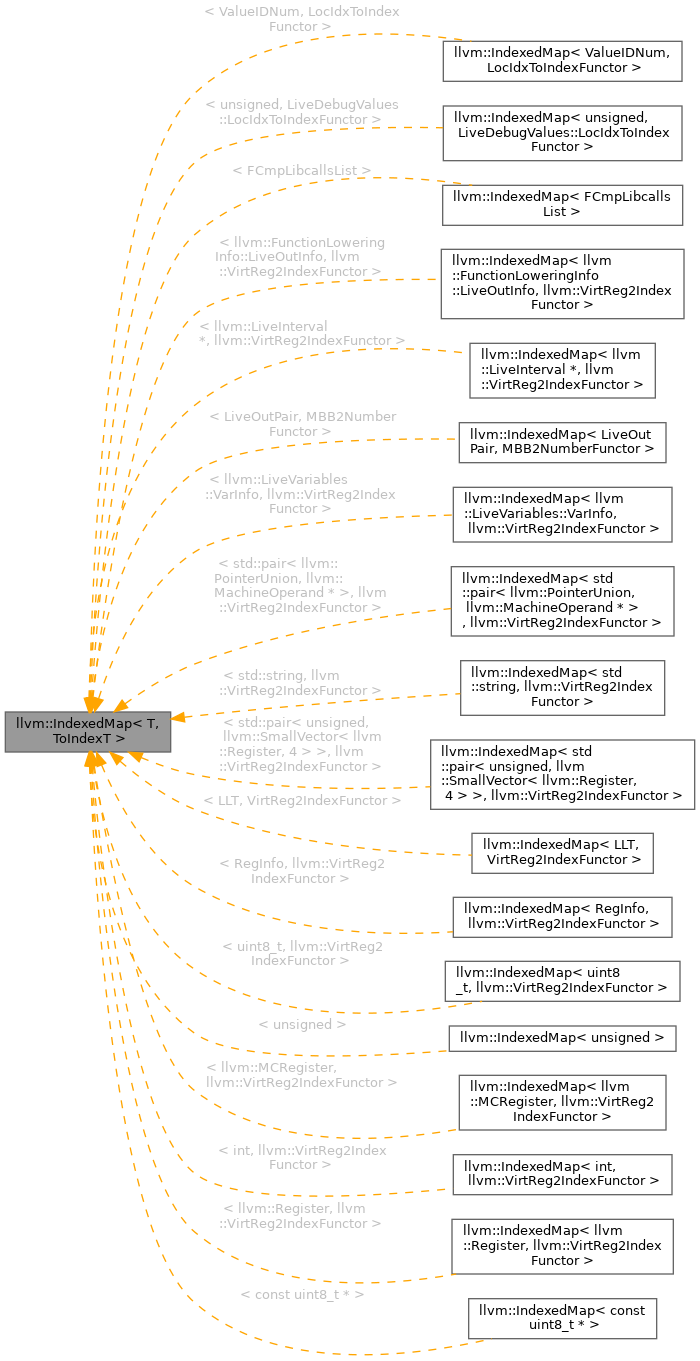 < ValueIDNum, LocIdxToIndex
Functor >
llvm::IndexedMap< ValueIDNum,
LocIdxToIndexFunctor >
< unsigned, LiveDebugValues
::LocIdxToIndexFunctor >
llvm::IndexedMap< unsigned,
LiveDebugValues::LocIdxToIndex
Functor >
< FCmpLibcallsList >
llvm::IndexedMap< FCmpLibcalls
List >
< llvm::FunctionLowering
Info::LiveOutInfo, llvm
::VirtReg2IndexFunctor >
llvm::IndexedMap< llvm
::FunctionLoweringInfo
::LiveOutInfo, llvm::VirtReg2Index
Functor >
< llvm::LiveInterval
*, llvm::VirtReg2IndexFunctor >
llvm::IndexedMap< llvm
::LiveInterval *, llvm
::VirtReg2IndexFunctor >
< LiveOutPair, MBB2Number
Functor >
llvm::IndexedMap< LiveOut
Pair, MBB2NumberFunctor >
< llvm::LiveVariables
::VarInfo, llvm::VirtReg2Index
Functor >
llvm::IndexedMap< llvm
::LiveVariables::VarInfo,
llvm::VirtReg2IndexFunctor >
< std::pair< llvm::
PointerUnion, llvm::
MachineOperand * >, llvm
::VirtReg2IndexFunctor >
llvm::IndexedMap< std
::pair< llvm::PointerUnion,
llvm::MachineOperand * >
, llvm::VirtReg2IndexFunctor >
< std::string, llvm
::VirtReg2IndexFunctor >
llvm::IndexedMap< std
::string, llvm::VirtReg2Index
Functor >
llvm::IndexedMap< T,
ToIndexT >
< std::pair< unsigned,
llvm::SmallVector< llvm
::Register, 4 > >, llvm
::VirtReg2IndexFunctor >
llvm::IndexedMap< std
::pair< unsigned, llvm
::SmallVector< llvm::Register,
4 > >, llvm::VirtReg2IndexFunctor >
< LLT, VirtReg2IndexFunctor >
llvm::IndexedMap< LLT,
VirtReg2IndexFunctor >
< RegInfo, llvm::VirtReg2
IndexFunctor >
llvm::IndexedMap< RegInfo,
llvm::VirtReg2IndexFunctor >
< uint8_t, llvm::VirtReg2
IndexFunctor >
llvm::IndexedMap< uint8
_t, llvm::VirtReg2IndexFunctor >
< unsigned >
llvm::IndexedMap< unsigned >
< llvm::MCRegister,
llvm::VirtReg2IndexFunctor >
llvm::IndexedMap< llvm
::MCRegister, llvm::VirtReg2
IndexFunctor >
< int, llvm::VirtReg2Index
Functor >
llvm::IndexedMap< int,
llvm::VirtReg2IndexFunctor >
< llvm::Register, llvm
::VirtReg2IndexFunctor >
llvm::IndexedMap< llvm
::Register, llvm::VirtReg2Index
Functor >
< const uint8_t * >
llvm::IndexedMap< const
uint8_t * >